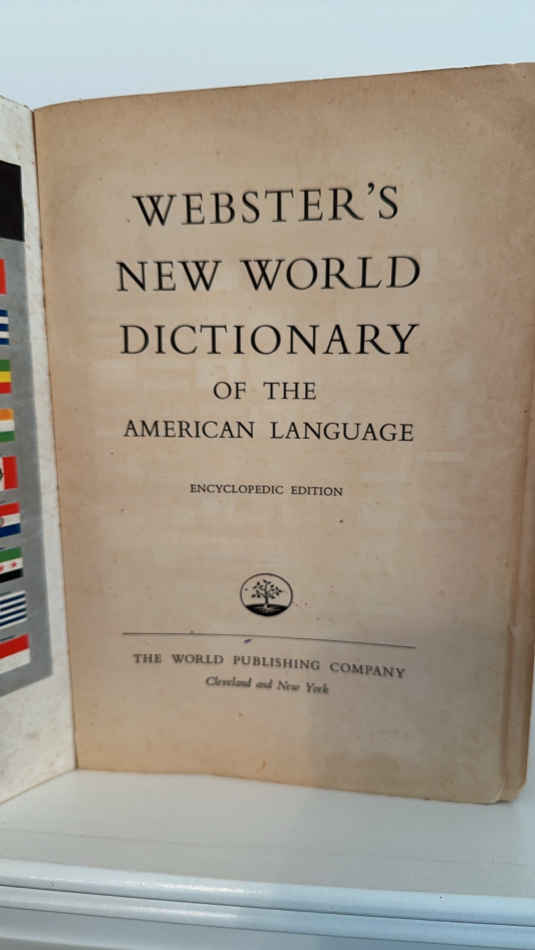 WEBSTER'S
NEW WORLD
DICTIONARY
OF THE
AMERICAN LANGUAGE
ENCYCLOPEDIC EDITION
THE WORLD PUBLISHING COMPANY
Cleveland and New York